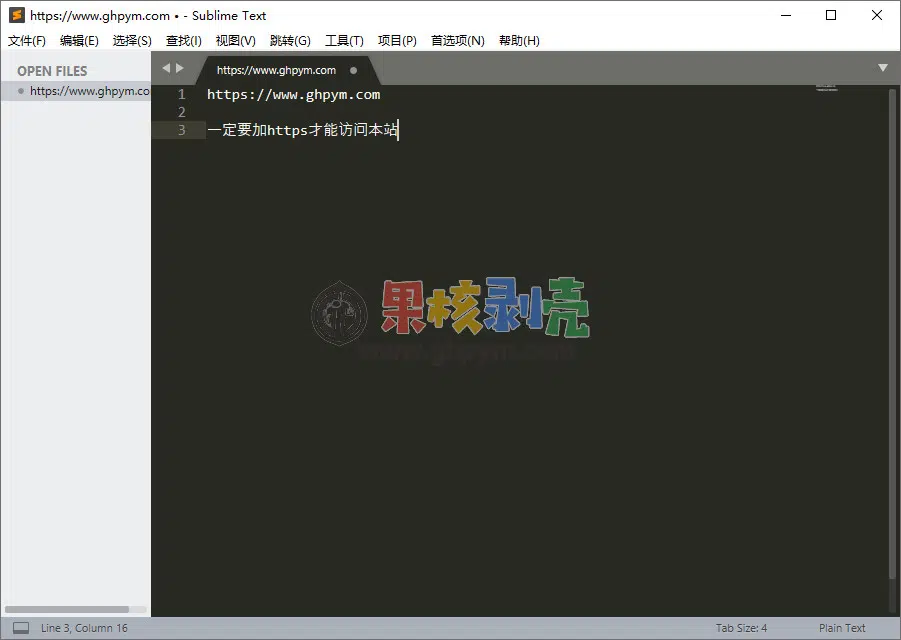 https://www.ghpym.com • - Sublime Text
文件(F) 编辑(E) 选择(S) 查找(I) 视图(V) 跳转(G) 工具(T) 项目(P) 首选项(N) 帮助(H)
OPEN FILES
https://www.ghpym.co
https://www.ghpym.com
1 https://www.ghpym.com
2
3 一定要加https才能访问本站
果核剥壳
www.ghpym.com
Line 3, Column 16
Tab Size: 4
Plain Text